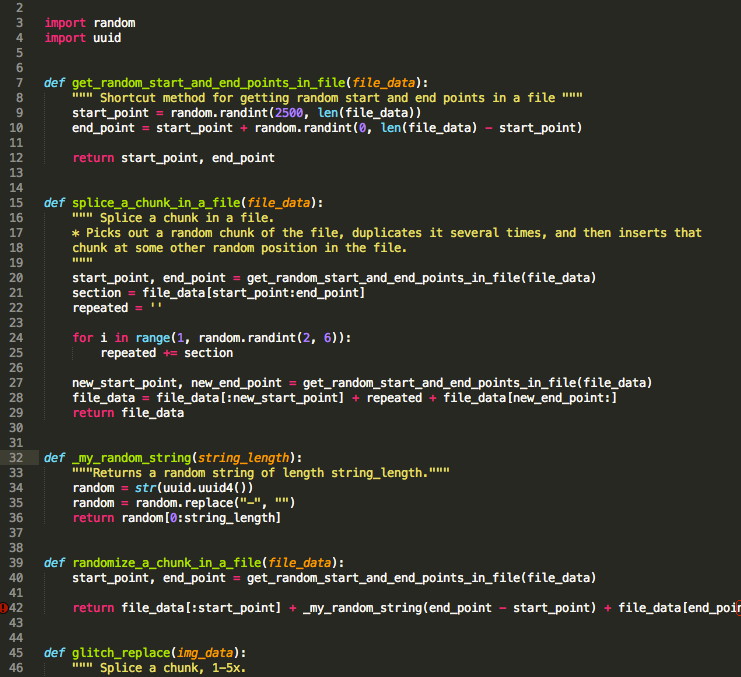 2
3 import random
4 import uuid
5
6
7 def get_random_start_and_end_points_in_file(file_data):
8     """ Shortcut method for getting random start and end points in a file """
9     start_point = random.randint(2500, len(file_data))
10     end_point = start_point + random.randint(0, len(file_data) - start_point)
11
12     return start_point, end_point
13
14
15 def splice_a_chunk_in_a_file(file_data):
16     """ Splice a chunk in a file.
17     * Picks out a random chunk of the file, duplicates it several times, and then inserts that
18     chunk at some other random position in the file.
19     """
20     start_point, end_point = get_random_start_and_end_points_in_file(file_data)
21     section = file_data[start_point:end_point]
22     repeated = ''
23
24     for i in range(1, random.randint(2, 6)):
25         repeated += section
26
27     new_start_point, new_end_point = get_random_start_and_end_points_in_file(file_data)
28     file_data = file_data[:new_start_point] + repeated + file_data[new_end_point:]
29     return file_data
30
31
32 def _my_random_string(string_length):
33     """Returns a random string of length string_length."""
34     random = str(uuid.uuid4())
35     random = random.replace("-", "")
36     return random[0:string_length]
37
38
39 def randomize_a_chunk_in_a_file(file_data):
40     start_point, end_point = get_random_start_and_end_points_in_file(file_data)
41
42     return file_data[:start_point] + _my_random_string(end_point - start_point) + file_data[end_poi
43
44
45 def glitch_replace(img_data):
46     """ Splice a chunk, 1-5x.